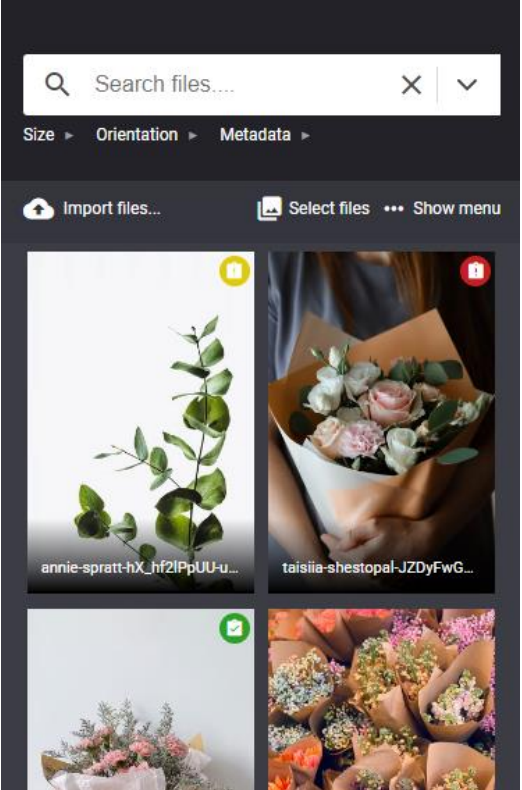 Search files....
Size Orientation Metadata
Import files... Select files Show menu
annie-spratt-hX_hf2lPpUU-u... taisiia-shestopal-JZDyFwG...